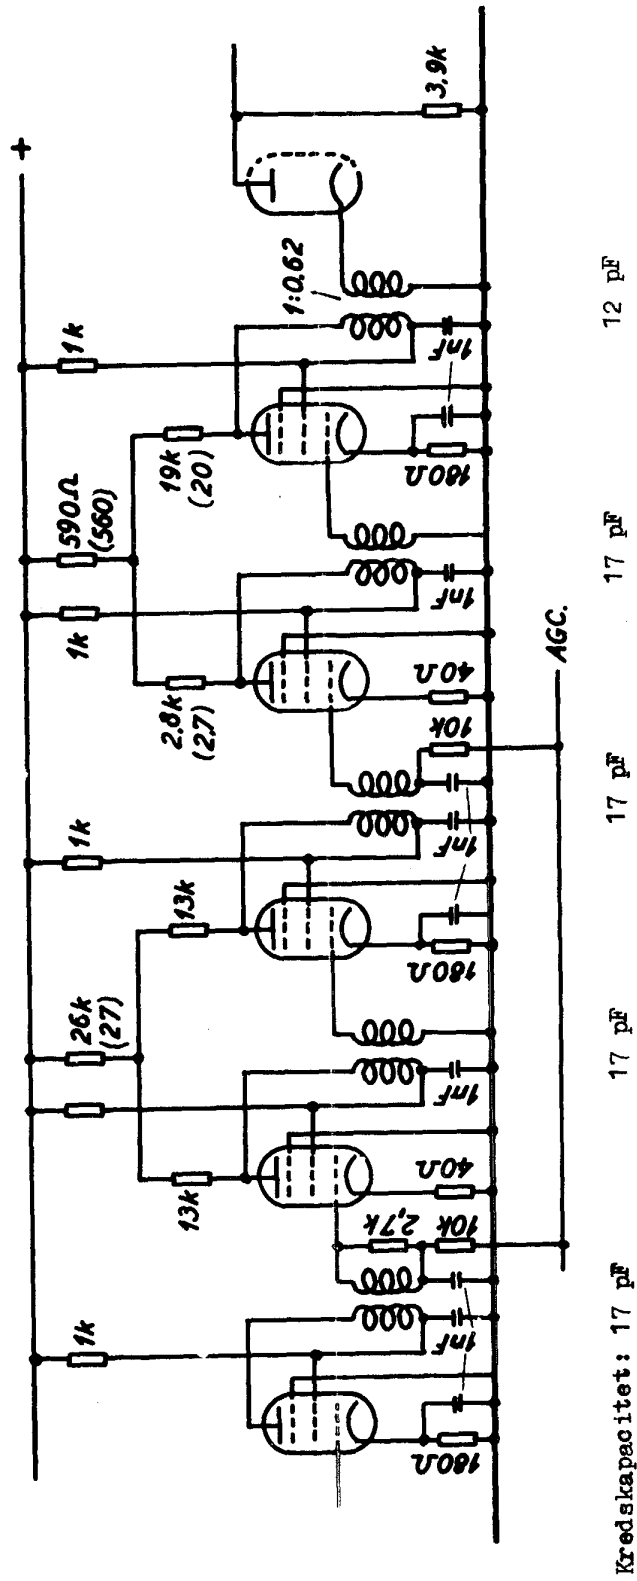 +
1k
26k
(27)
1k
1k
590Ω
(560)
1k
13k
13k
2.8k
(2,7)
19k
(20)
1:0.62
180Ω
1nF
2,7k
10k
40Ω
1nF
180Ω
1nF
10k
40Ω
1nF
180Ω
1nF
3,9k
AGC.
Kredskapacitet: 17 pF 17 pF 17 pF 17 pF 12 pF